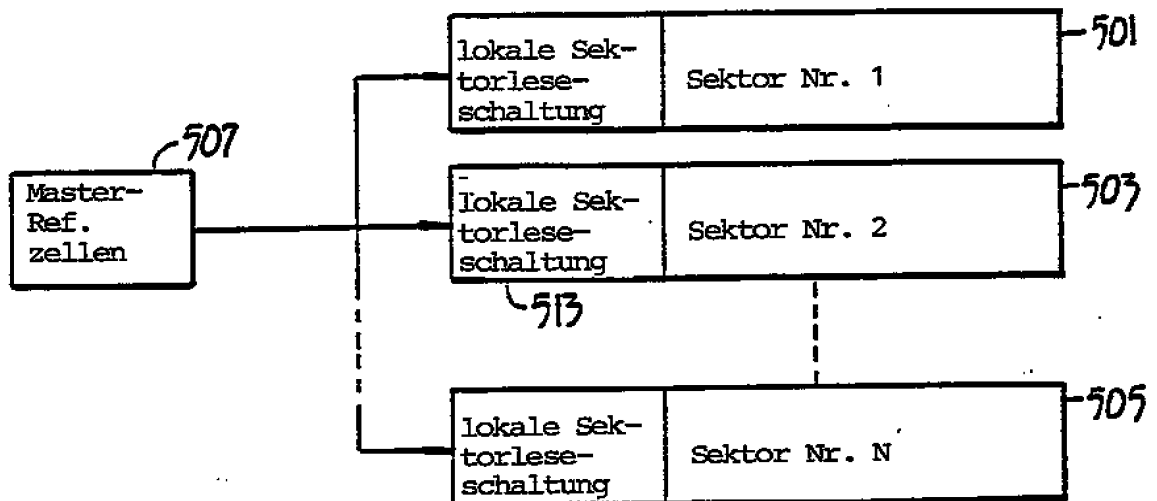 lokale Sek-
torlese-
schaltung
Sektor Nr. 1
501
507
Master-
Ref.
zellen
lokale Sek-
torlese-
schaltung
Sektor Nr. 2
503
513
lokale Sek-
torlese-
schaltung
Sektor Nr. N
505